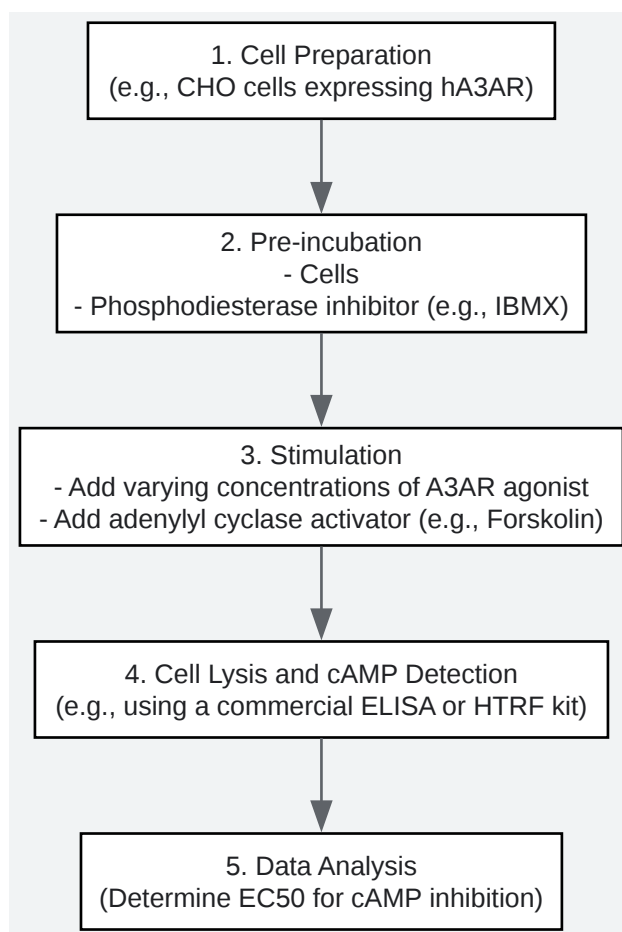 1. Cell Preparation
(e.g., CHO cells expressing hA3AR)
2. Pre-incubation
- Cells
- Phosphodiesterase inhibitor (e.g., IBMX)
3. Stimulation
- Add varying concentrations of A3AR agonist
- Add adenylyl cyclase activator (e.g., Forskolin)
4. Cell Lysis and cAMP Detection
(e.g., using a commercial ELISA or HTRF kit)
5. Data Analysis
(Determine EC50 for cAMP inhibition)